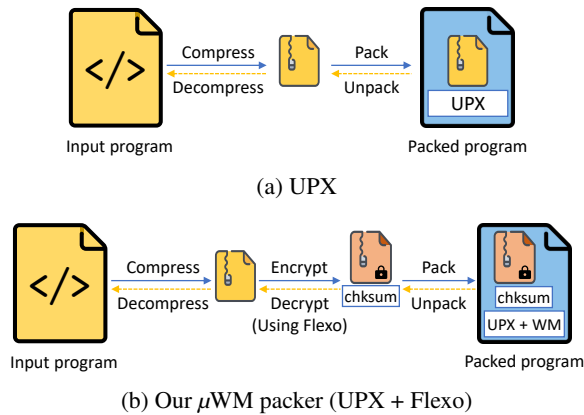 </>
Compress
Decompress
Pack
Unpack
UPX
Input program
Packed program
(a) UPX
</>
Compress
Decompress
Encrypt
Decrypt
(Using Flexo)
chksum
Pack
Unpack
chksum
UPX + WM
Input program
Packed program
(b) Our μWM packer (UPX + Flexo)